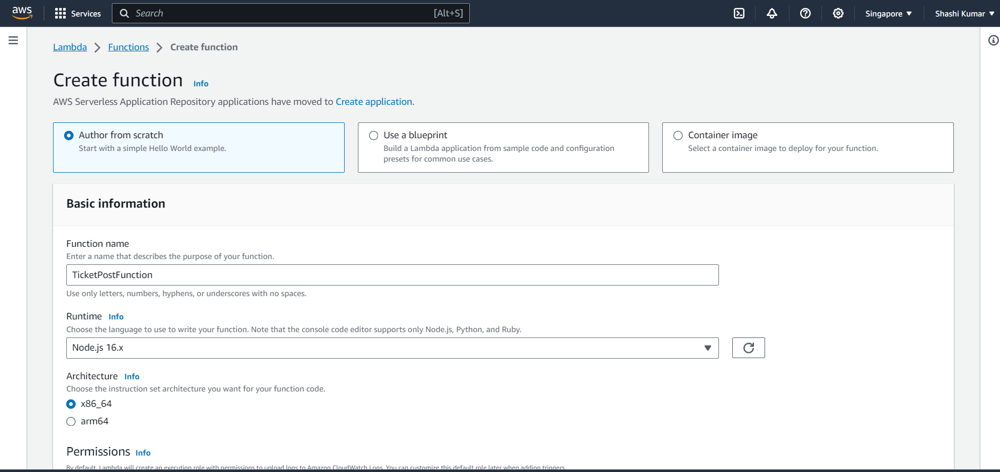 aws Services Search [Alt+S] Singapore Shashi Kumar
Lambda Functions Create function
Create function Info
AWS Serverless Application Repository applications have moved to Create application.
Author from scratch
Start with a simple Hello World example.
Use a blueprint
Build a Lambda application from sample code and configuration
presets for common use cases.
Container image
Select a container image to deploy for your function.
Basic information
Function name
Enter a name that describes the purpose of your function.
TicketPostFunction
Use only letters, numbers, hyphens, or underscores with no spaces.
Runtime Info
Choose the language to use to write your function. Note that the console code editor supports only Node.js, Python, and Ruby.
Node.js 16.x
Architecture Info
Choose the instruction set architecture you want for your function code.
x86_64
arm64
Permissions Info
By default, Lambda will create an execution role with permissions to upload logs to Amazon CloudWatch Logs. You can customize this default role later when adding triggers.